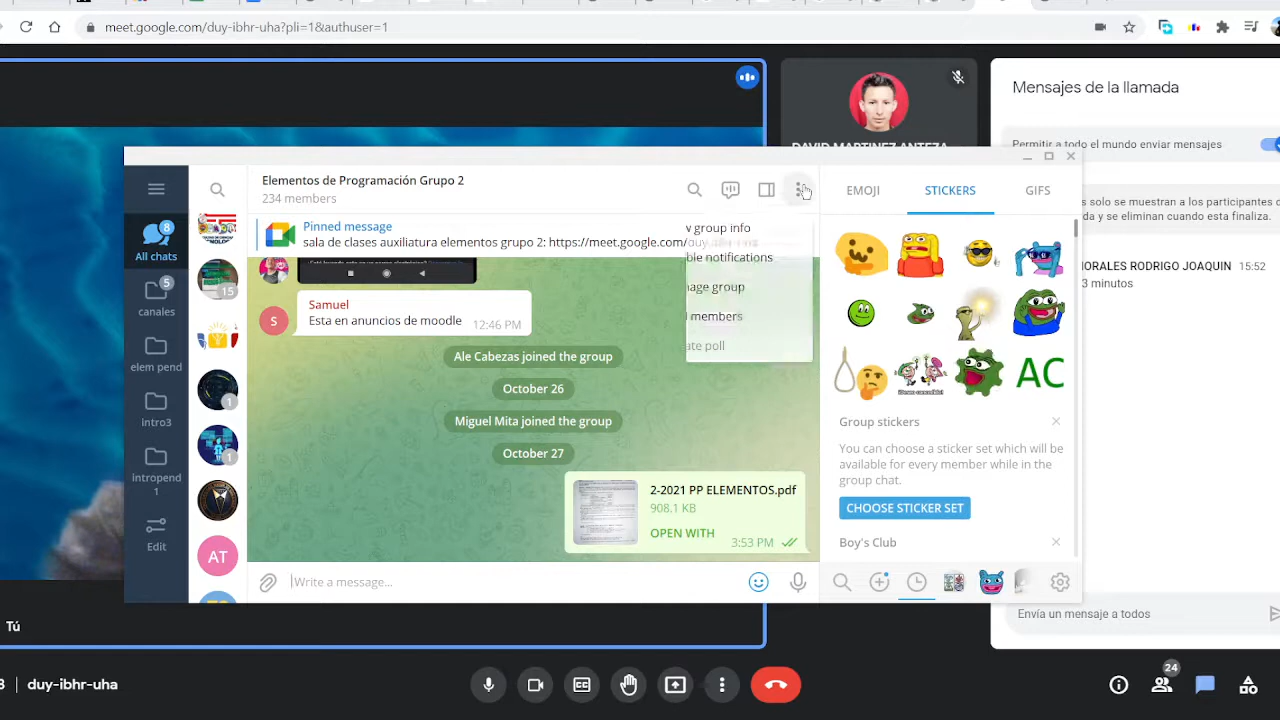 meet.google.com/duy-ibhr-uha?pli=1&authuser=1
Mensajes de la llamada
Permitir a todo el mundo enviar mensajes
solo se muestran a los participantes
y se eliminan cuando esta finaliza.
RODRIGO JOAQUIN 15:52
3 minutos
Envía un mensaje a todos
DAVID MARTINEZ ANTEZA
Elementos de Programación Grupo 2
234 members
Pinned message
sala de clases auxiliatura elementos grupo 2: https://meet.google.com/
group info
notifications
group
members
poll
All chats
8
canales
5
elem pend
intro3
intropend
1
Edit
15
1
1
AT
S
Samuel
Esta en anuncios de moodle
12:46 PM
Ale Cabezas joined the group
October 26
Miguel Mita joined the group
October 27
2-2021 PP ELEMENTOS.pdf
908.1 KB
OPEN WITH
3:53 PM
Write a message...
EMOJI STICKERS GIFS
AC
Group stickers
You can choose a sticker set which will be
available for every member while in the
group chat.
CHOOSE STICKER SET
Boy's Club
Tú
duy-ibhr-uha
24